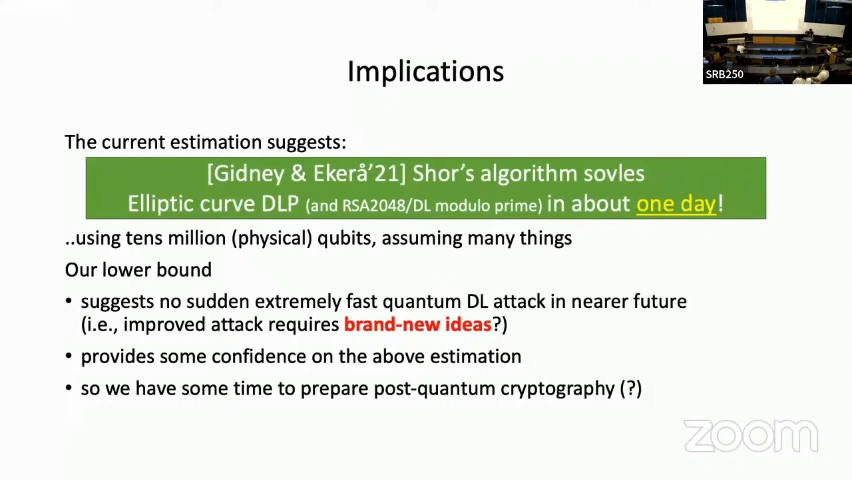 SRB250
Implications
The current estimation suggests:
[Gidney & Ekerå'21] Shor's algorithm sovles
Elliptic curve DLP (and RSA2048/DL modulo prime) in about one day!
..using tens million (physical) qubits, assuming many things
Our lower bound
• suggests no sudden extremely fast quantum DL attack in nearer future
(i.e., improved attack requires brand-new ideas?)
• provides some confidence on the above estimation
• so we have some time to prepare post-quantum cryptography (?)
zoom